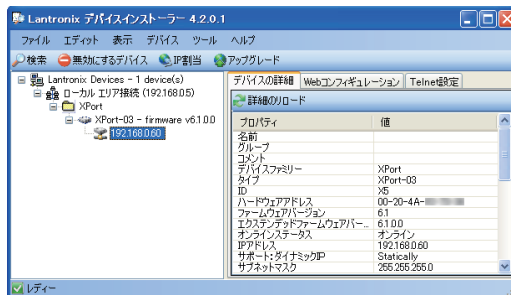 Lantronix デバイスインストーラー 4.2.0.1
ファイル エディット 表示 デバイス ツール ヘルプ
検索 無効にするデバイス IP割当 アップグレード
Lantronix Devices - 1 device(s)
ローカル エリア接続 (192.168.0.5)
XPort
XPort-03 - firmware v6.1.0.0
192.168.0.60
デバイスの詳細 Webコンフィギュレーション Telnet設定
詳細のリロード
プロパティ 値
名前
グループ
コメント
デバイスファミリー XPort
タイプ XPort-03
ID X5
ハードウェアアドレス 00-20-4A-
ファームウェアバージョン 6.1
エクステンデッドファームウェアバー... 6.1.0.0
オンラインステータス オンライン
IPアドレス 192.168.0.60
サポート:ダイナミックIP Statically
サブネットマスク 255.255.255.0
レディー